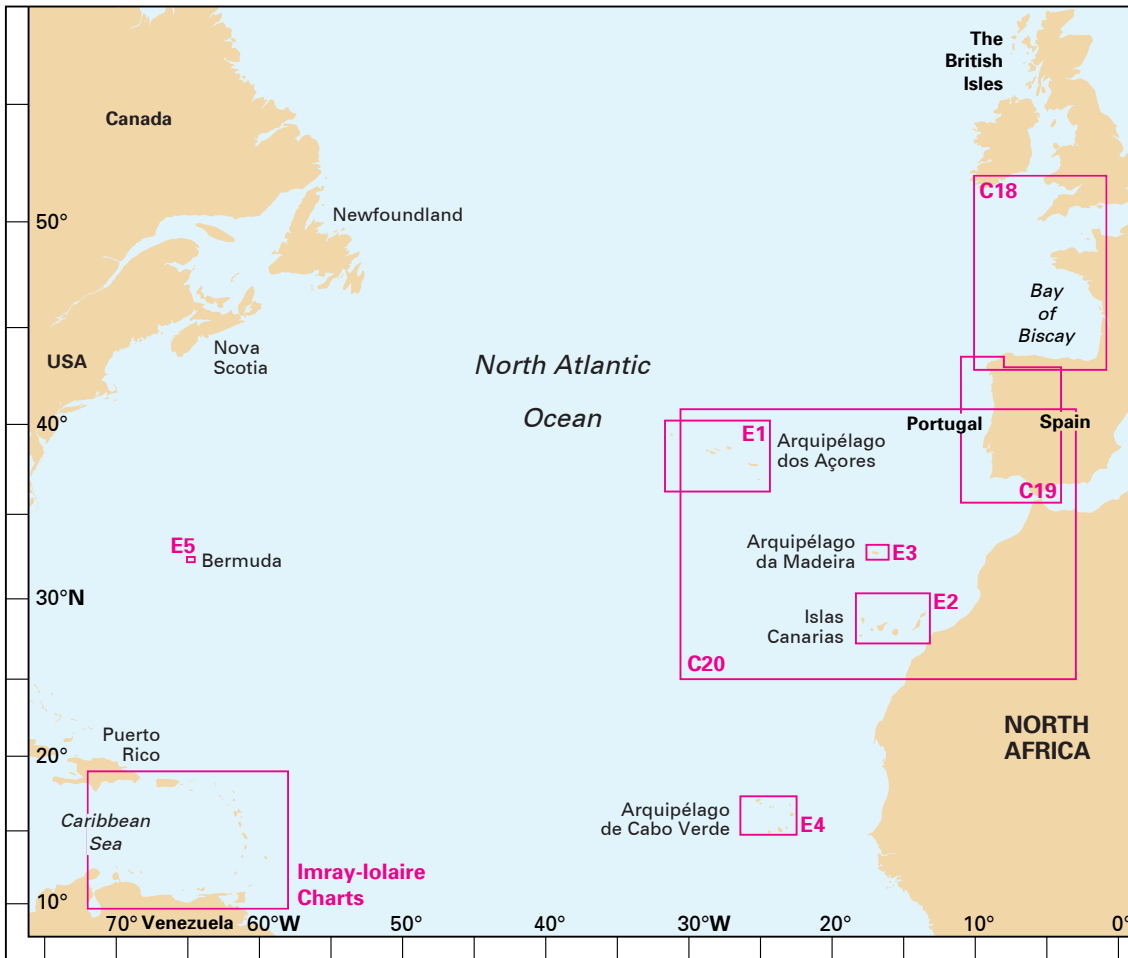 The
British
Isles
Canada
C18
Newfoundland
50°
Bay
of
Biscay
Nova
Scotia
USA
North Atlantic
Ocean
40°
Portugal
Spain
E1
Arquipélago
dos Açores
C19
E5
Bermuda
Arquipélago
da Madeira
E3
30°N
E2
Islas
Canarias
C20
NORTH
AFRICA
Puerto
Rico
20°
Caribbean
Sea
Arquipélago
de Cabo Verde
E4
Imray-Iolaire
Charts
10°
70° Venezuela 60°W 50° 40° 30°W 20° 10° 0°